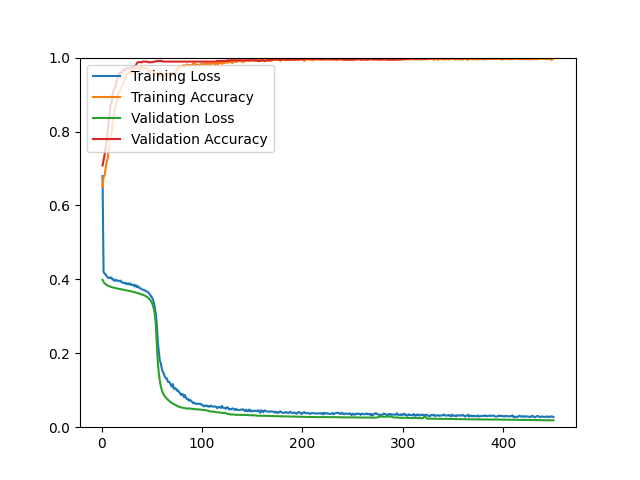 1.0
0.8
0.6
0.4
0.2
0.0
0 100 200 300 400
Training Loss
Training Accuracy
Validation Loss
Validation Accuracy